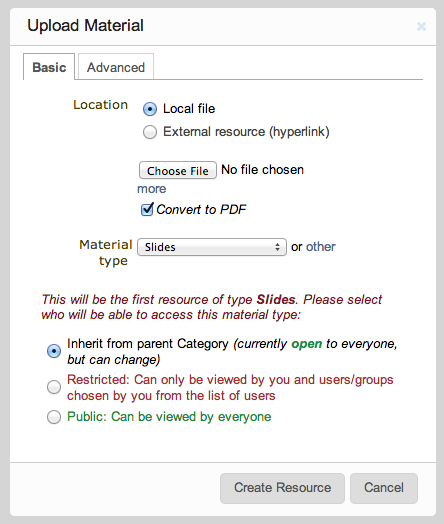 Upload Material
Basic
Advanced
Location
Local file
External resource (hyperlink)
Choose File No file chosen
more
Convert to PDF
Material
type
Slides
or other
This will be the first resource of type Slides. Please select
who will be able to access this material type:
Inherit from parent Category (currently open to everyone,
but can change)
Restricted: Can only be viewed by you and users/groups
chosen by you from the list of users
Public: Can be viewed by everyone
Create Resource
Cancel